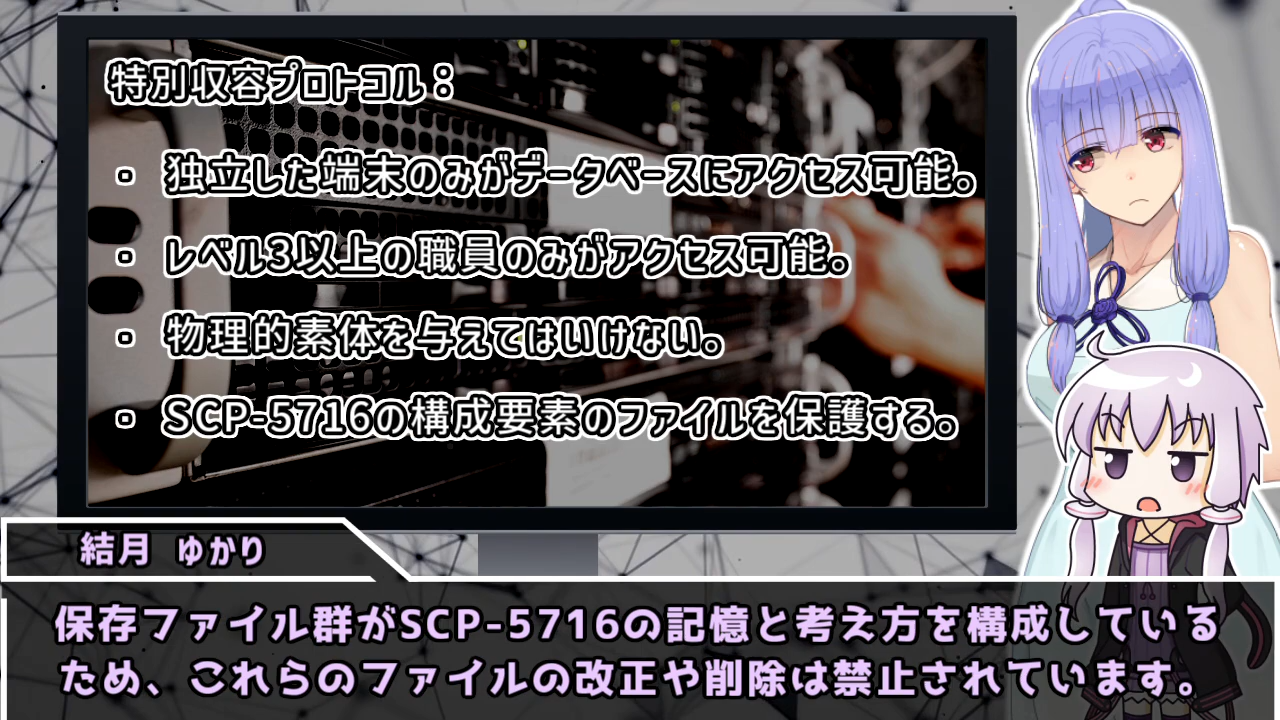 特別収容プロトコル：
・ 独立した端末のみがデータベースにアクセス可能。
・ レベル3以上の職員のみがアクセス可能。
・ 物理的素体を与えてはいけない。
・ SCP-5716の構成要素のファイルを保護する。
結月 ゆかり
保存ファイル群がSCP-5716の記憶と考え方を構成している
ため、これらのファイルの改正や削除は禁止されています。